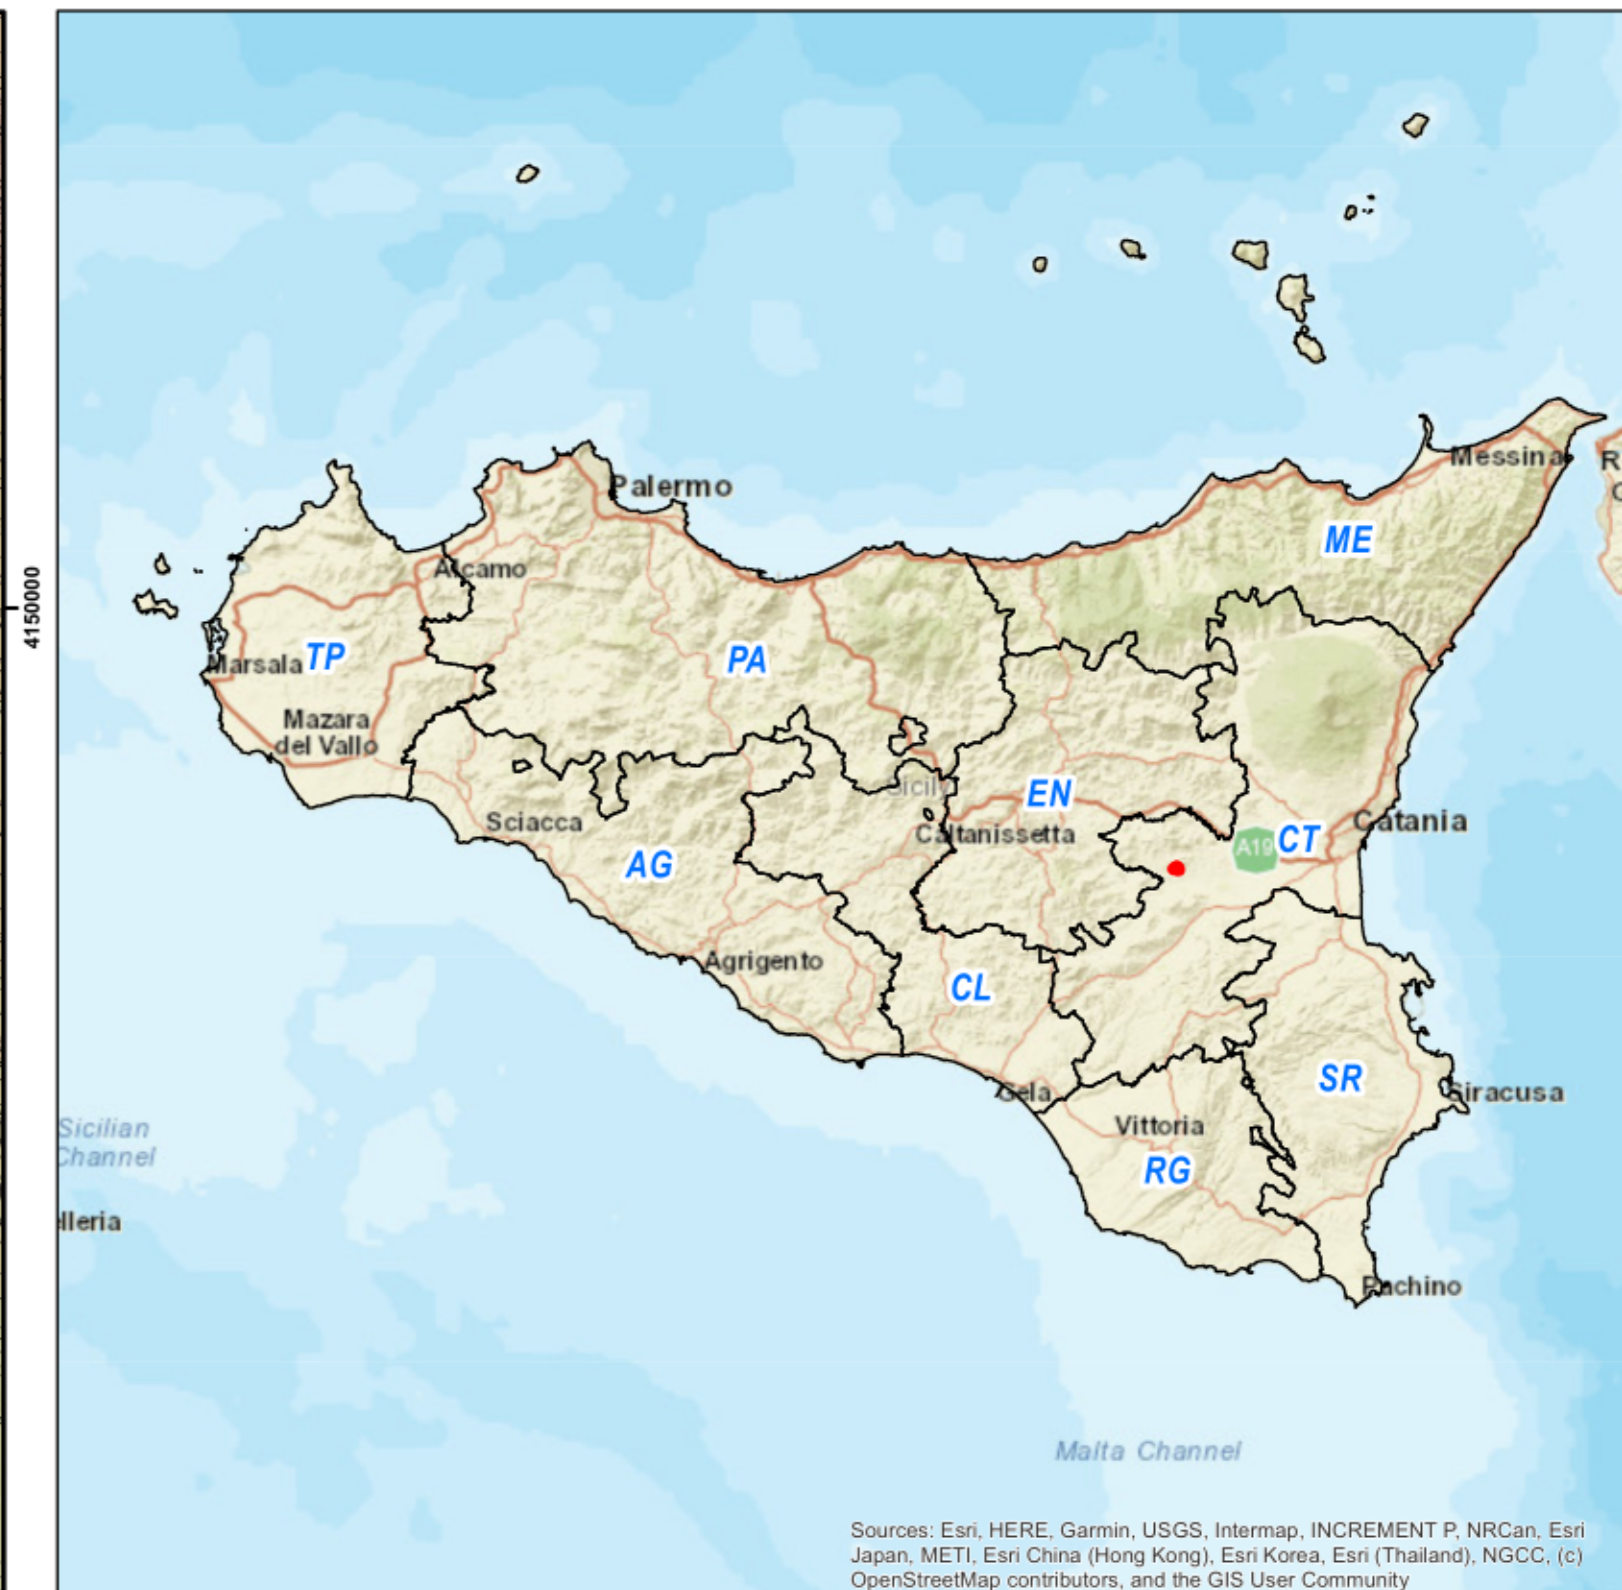 4150000
Palermo
Messina
R
C
ME
Alcamo
Marsala
TP
PA
Mazara
del Vallo
Sicily
EN
Sciacca
Caltanissetta
A19
CT
Catania
AG
Agrigento
CL
SR
Gela
Siracusa
Vittoria
RG
Sicilian
Channel
elleria
Pachino
Malta Channel
Sources: Esri, HERE, Garmin, USGS, Intermap, INCREMENT P, NRCan, Esri
Japan, METI, Esri China (Hong Kong), Esri Korea, Esri (Thailand), NGCC, (c)
OpenStreetMap contributors, and the GIS User Community